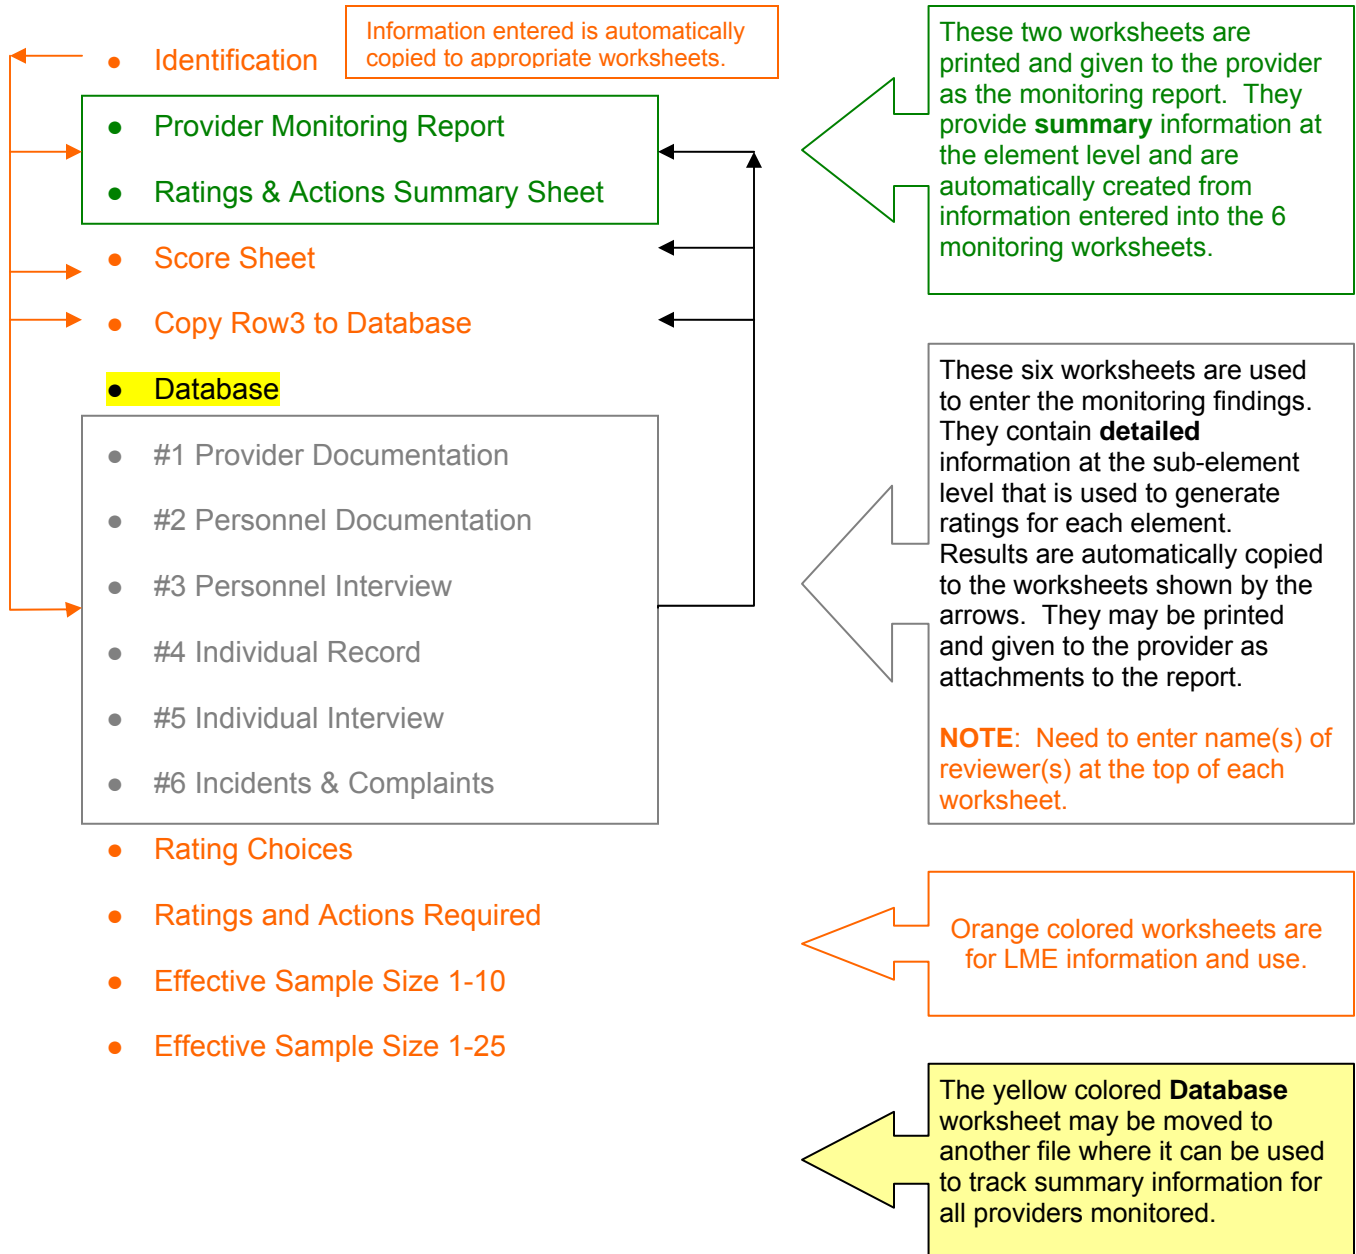 ● Identification
Information entered is automatically
copied to appropriate worksheets.
● Provider Monitoring Report
● Ratings & Actions Summary Sheet
● Score Sheet
● Copy Row3 to Database
● Database
● #1 Provider Documentation
● #2 Personnel Documentation
● #3 Personnel Interview
● #4 Individual Record
● #5 Individual Interview
● #6 Incidents & Complaints
● Rating Choices
● Ratings and Actions Required
● Effective Sample Size 1-10
● Effective Sample Size 1-25
These two worksheets are
printed and given to the provider
as the monitoring report. They
provide summary information at
the element level and are
automatically created from
information entered into the 6
monitoring worksheets.
These six worksheets are used
to enter the monitoring findings.
They contain detailed
information at the sub-element
level that is used to generate
ratings for each element.
Results are automatically copied
to the worksheets shown by the
arrows. They may be printed
and given to the provider as
attachments to the report.
NOTE: Need to enter name(s) of
reviewer(s) at the top of each
worksheet.
Orange colored worksheets are
for LME information and use.
The yellow colored Database
worksheet may be moved to
another file where it can be used
to track summary information for
all providers monitored.